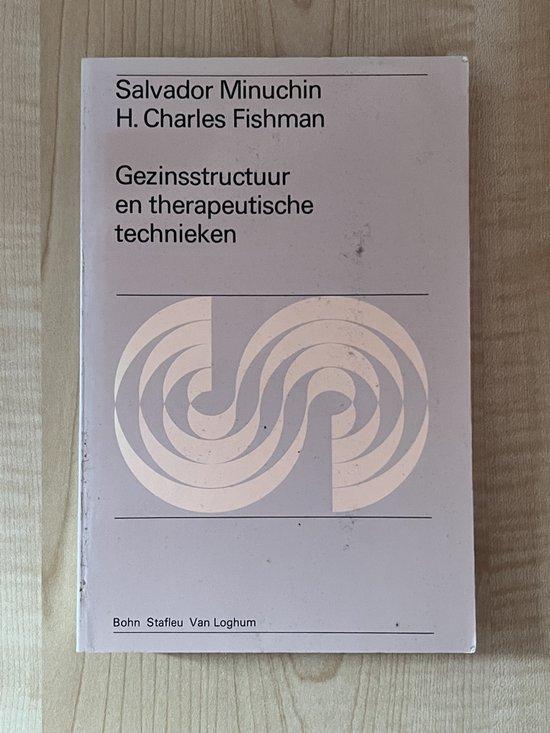 Salvador Minuchin
H. Charles Fishman
Gezinsstructuur
en therapeutische
technieken
Bohn Stafleu Van Loghum